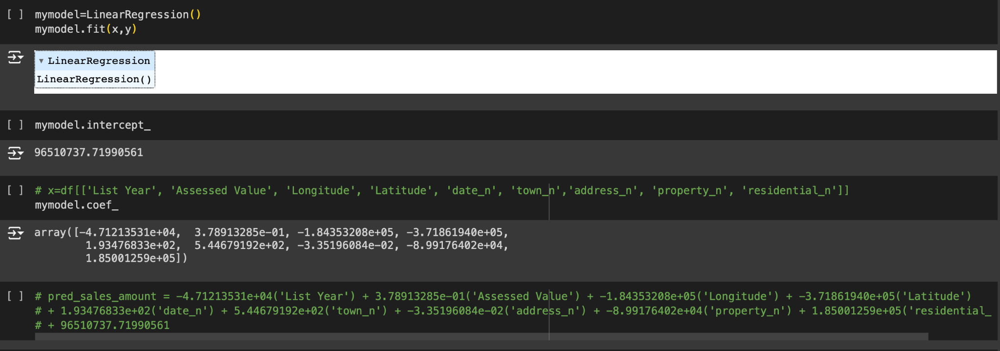 [ ] mymodel=LinearRegression()
mymodel.fit(x,y)
▼ LinearRegression
LinearRegression()
[ ] mymodel.intercept_
96510737.71990561
[ ] # x=df[['List Year', 'Assessed Value', 'Longitude', 'Latitude', 'date_n', 'town_n','address_n', 'property_n', 'residential_n']]
mymodel.coef_
array([-4.71213531e+04,  3.78913285e-01, -1.84353208e+05, -3.71861940e+05,
1.93476833e+02,  5.44679192e+02, -3.35196084e-02, -8.99176402e+04,
1.85001259e+05])
[ ] # pred_sales_amount = -4.71213531e+04('List Year') + 3.78913285e-01('Assessed Value') + -1.84353208e+05('Longitude') + -3.71861940e+05('Latitude')
# + 1.93476833e+02('date_n') + 5.44679192e+02('town_n') + -3.35196084e-02('address_n') + -8.99176402e+04('property_n') + 1.85001259e+05('residential_
# + 96510737.71990561